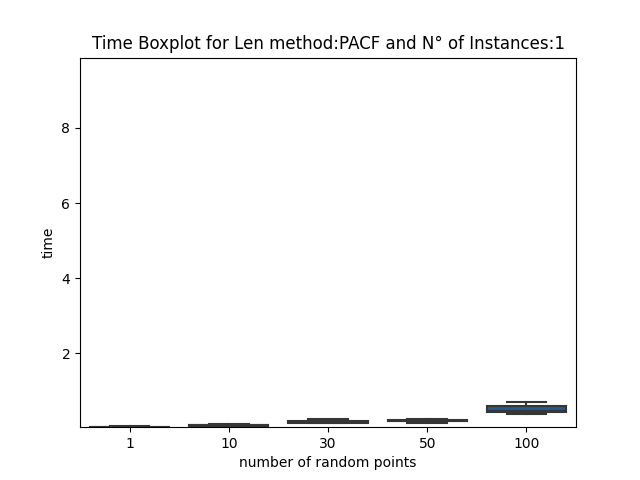 Time Boxplot for Len method:PACF and N° of Instances:1
8
6
4
2
time
1 10 30 50 100
number of random points